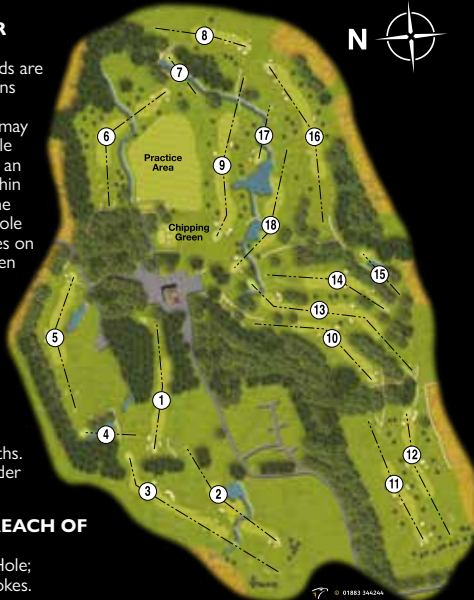 R
ds are
ns
may
le
an
hin
ne
ole
es on
en
ths.
der
REACH OF
Hole;
okes.
N
8
7
6
17
16
Practice
Area
9
Chipping
Green
18
15
14
13
5
10
1
4
12
11
3
2
© 01883 344244